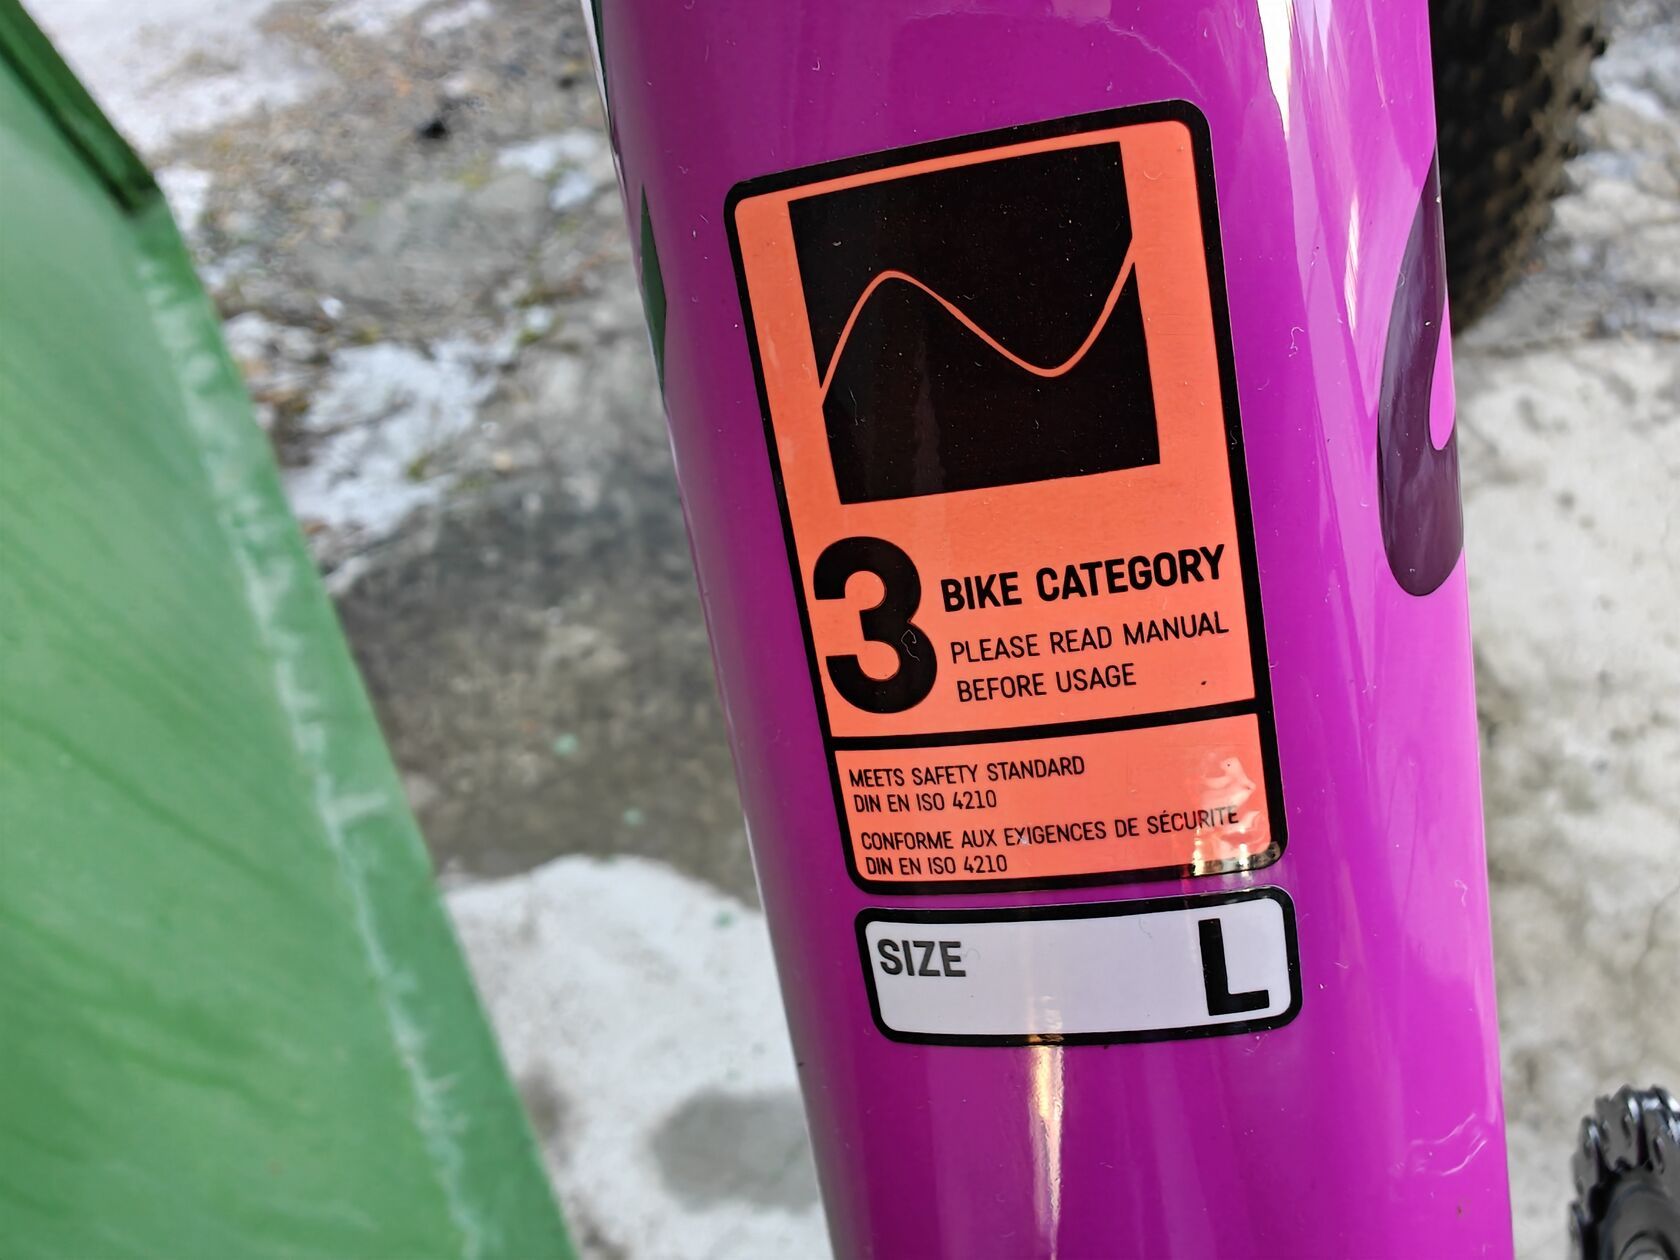 3 BIKE CATEGORY
PLEASE READ MANUAL
BEFORE USAGE
MEETS SAFETY STANDARD
DIN EN ISO 4210
CONFORME AUX EXIGENCES DE SÉCURITÉ
DIN EN ISO 4210
SIZE L